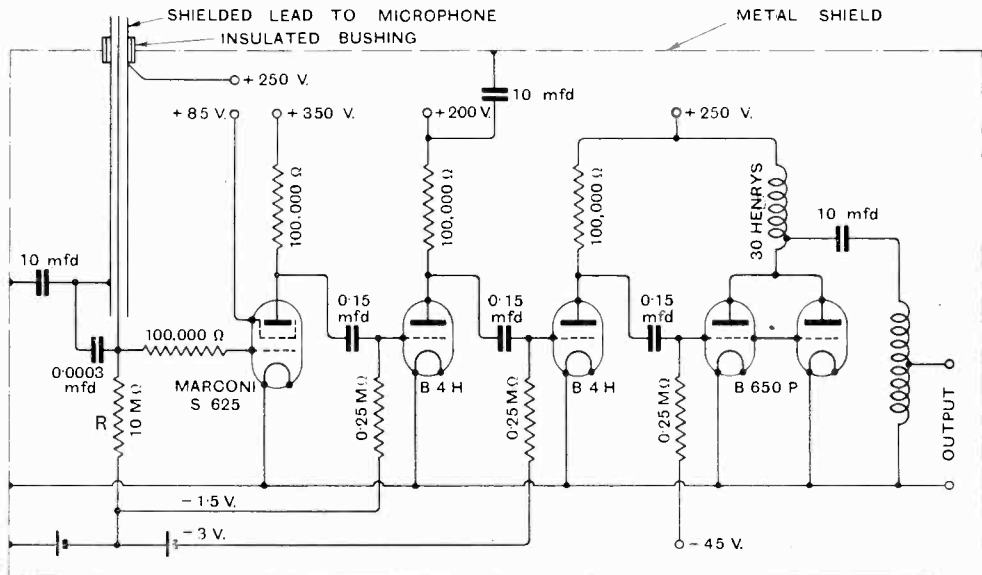 SHIELDED LEAD TO MICROPHONE
INSULATED BUSHING
METAL SHIELD
+ 250 V.
+ 85 V.
+ 350 V.
+200 V.
10 mfd
+ 250 V.
100,000 Ω
100,000 Ω
100,000 Ω
30 HENRYS
10 mfd
10 mfd
0·15
mfd
0·15
mfd
0·15
mfd
100,000 Ω
0·0003
mfd
MARCONI
S 625
B 4 H
B 4 H
B 650 P
R
10 MΩ
0·25 MΩ
0·25 MΩ
0·25 MΩ
OUTPUT
- 1·5 V.
- 3 V.
- 45 V.